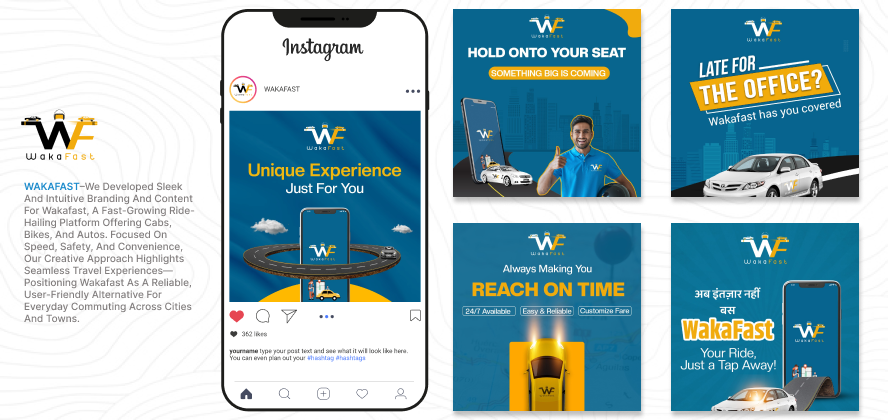 WF
WakaFast
WAKAFAST–We Developed Sleek
And Intuitive Branding And Content
For Wakafast, A Fast-Growing Ride-
Hailing Platform Offering Cabs,
Bikes, And Autos. Focused On
Speed, Safety, And Convenience,
Our Creative Approach Highlights
Seamless Travel Experiences—
Positioning Wakafast As A Reliable,
User-Friendly Alternative For
Everyday Commuting Across Cities
And Towns.
Instagram
WAKAFAST
WF
WakaFast
Unique Experience
Just For You
WF
362 likes
yourname type your post text and see what it will look like here.
You can even plan out your #hashtag #hashtags
WF
WakaFast
HOLD ONTO YOUR SEAT
SOMETHING BIG IS COMING
WF
WakaFast
LATE FOR
THE OFFICE?
Wakafast has you covered
WF
WakaFast
Always Making You
REACH ON TIME
24/7 Available
Easy & Reliable
Customize Fare
WF
WakaFast
अब इंतज़ार नहीं
बस
WakaFast
Your Ride,
Just a Tap Away!
WF